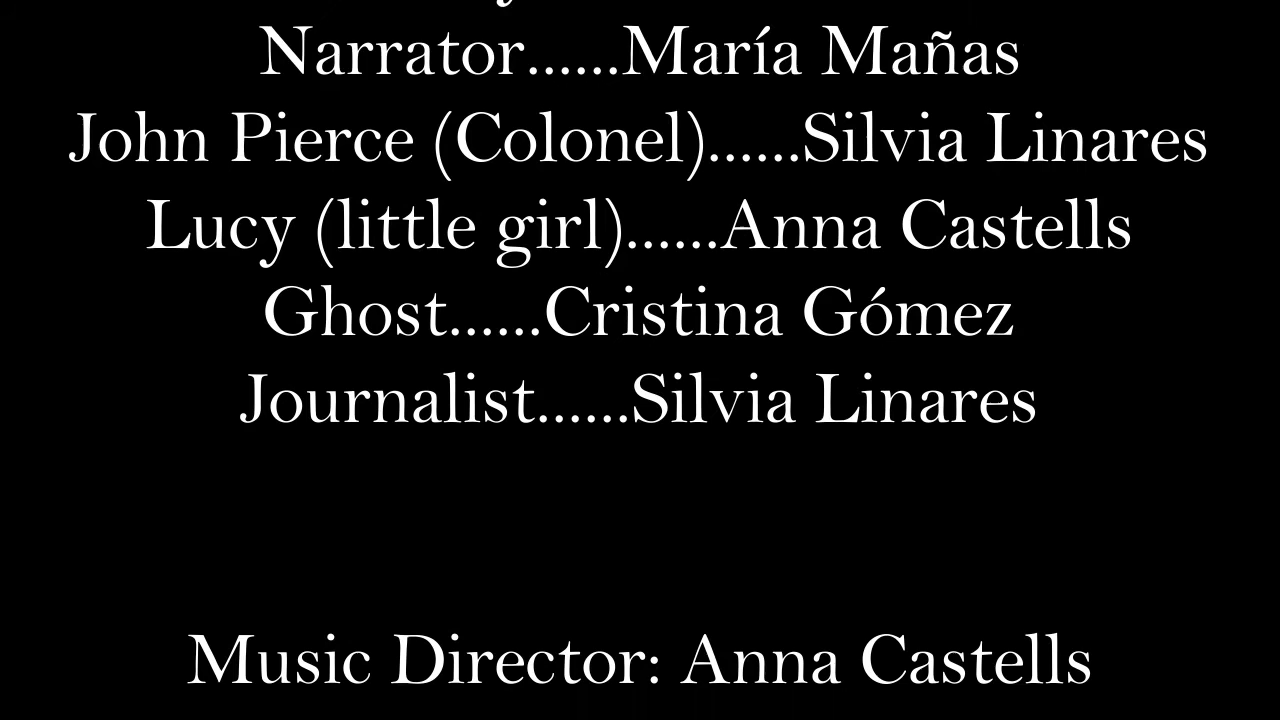 Narrator......María Mañas
John Pierce (Colonel)......Silvia Linares
Lucy (little girl)......Anna Castells
Ghost......Cristina Gómez
Journalist......Silvia Linares
Music Director: Anna Castells